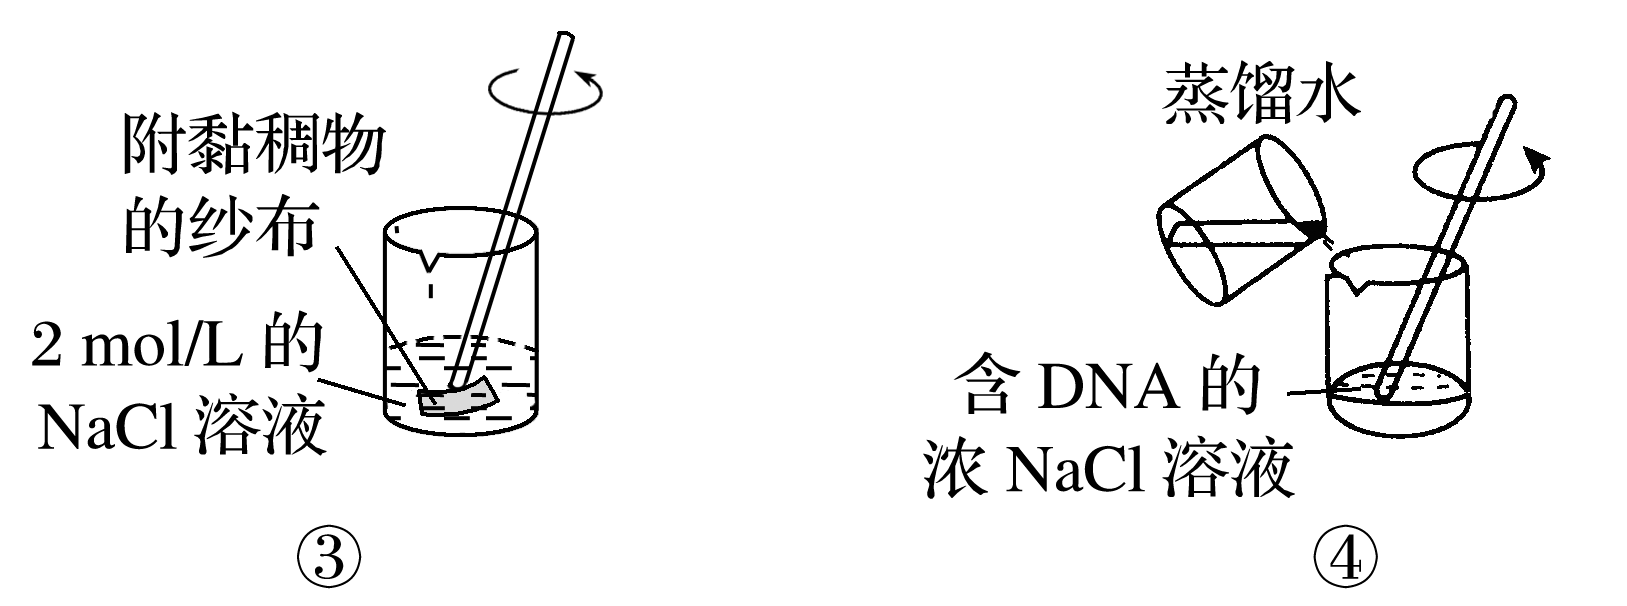 附黏稠物
的纱布
2 mol/L 的
NaCl 溶液
③
蒸馏水
含 DNA 的
浓 NaCl 溶液
④